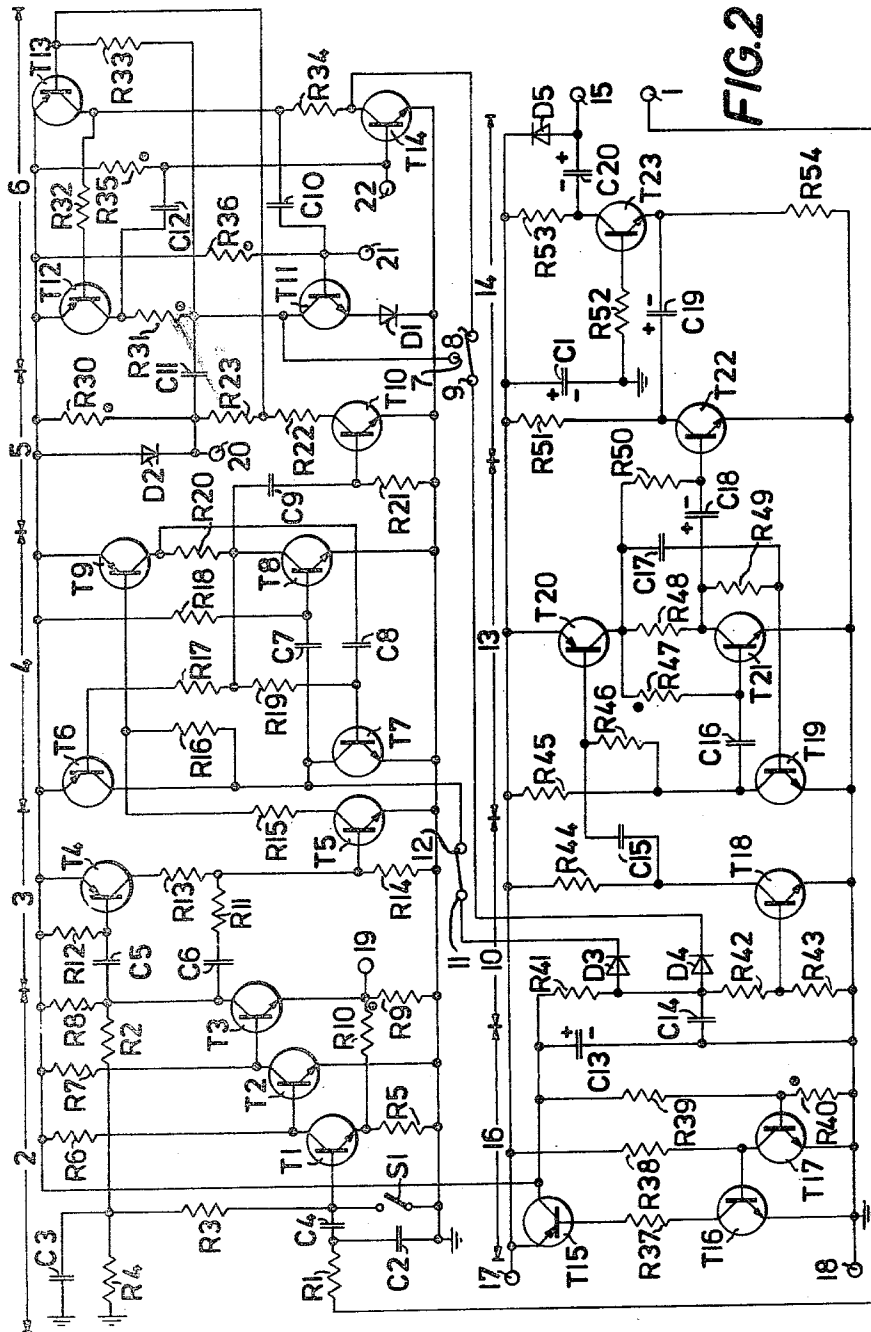 2
3
4
5
6
C3
R4
R3
R6
R7
R8
R2
R12
C5
T4
T6
R17
R18
T9
R20
D2
R30
R31
T12
R32
R35
C12
R36
T13
R33
R1
C4
C2
S1
T1
T2
T3
R5
R10
R9
19
C6
R11
R13
R14
T5
R15
R16
R19
T7
C7
C8
T8
C9
R21
20
R23
R22
T10
C11
T11
D1
21
C10
22
R34
T14
11
12
7
8
9
16
10
13
14
17
18
T15
R37
T16
R38
T17
R39
R40
C13
C14
R41
D3
D4
R42
R43
R44
T18
C15
R45
R46
T19
C16
T20
R47
R48
T21
C17
R49
R50
C18
R51
T22
C1
C19
R52
R53
T23
C20
D5
R54
15
1
+
-
+
-
+
-
+
-
+
-
FIG.2